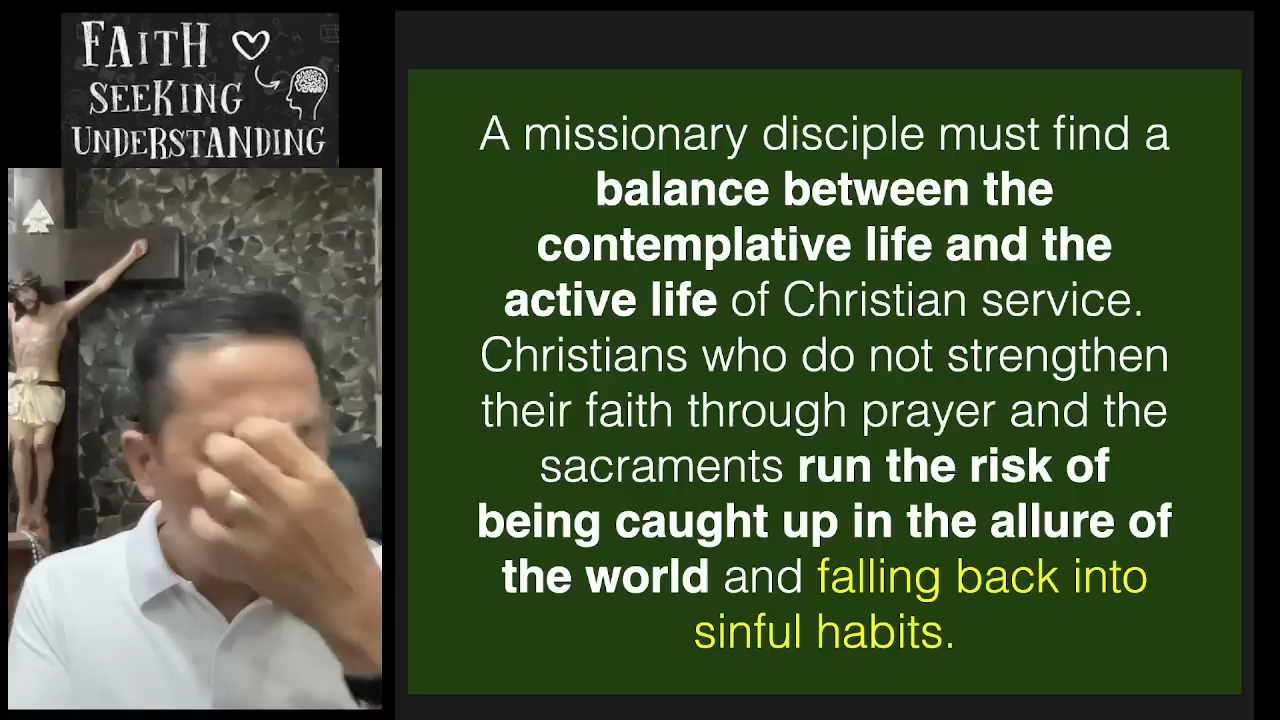 FAITH
SEEKING
UNDERSTANDING
A missionary disciple must find a
balance between the
contemplative life and the
active life of Christian service.
Christians who do not strengthen
their faith through prayer and the
sacraments run the risk of
being caught up in the allure of
the world and falling back into
sinful habits.